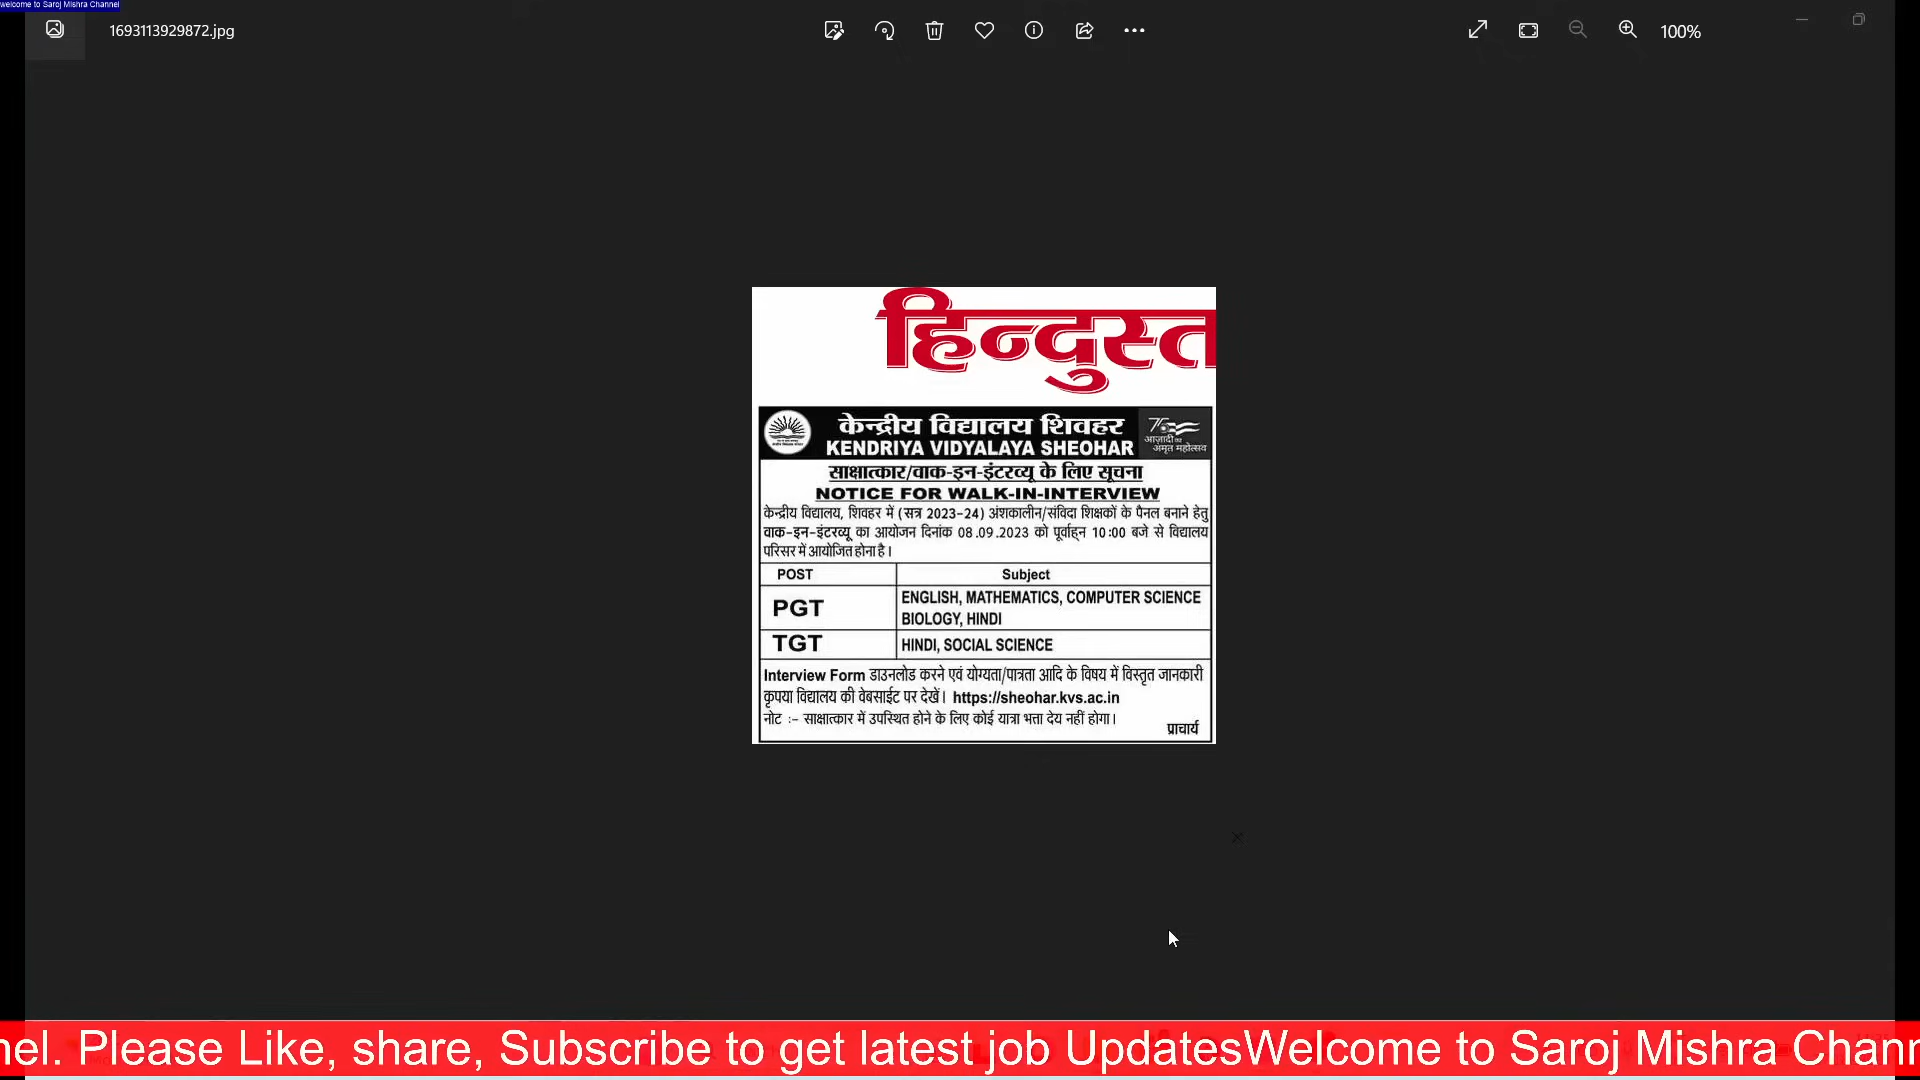 welcome to Saroj Mishra Channel
1693113929872.jpg
100%
हिन्दुस्त
केन्द्रीय विद्यालय शिवहर
KENDRIYA VIDYALAYA SHEOHAR
75
आज़ादी का
अमृत महोत्सव
साक्षात्कार/वाक-इन-इंटरव्यू के लिए सूचना
NOTICE FOR WALK-IN-INTERVIEW
केन्द्रीय विद्यालय, शिवहर में (सत्र 2023-24) अंशकालीन/संविदा शिक्षकों के पैनल बनाने हेतु
वाक-इन-इंटरव्यू का आयोजन दिनांक 08.09.2023 को पूर्वाह्न 10:00 बजे से विद्यालय
परिसर में आयोजित होना है।
POST Subject
PGT ENGLISH, MATHEMATICS, COMPUTER SCIENCE
BIOLOGY, HINDI
TGT HINDI, SOCIAL SCIENCE
Interview Form डाउनलोड करने एवं योग्यता/पात्रता आदि के विषय में विस्तृत जानकारी
कृपया विद्यालय की वेबसाईट पर देखें। https://sheohar.kvs.ac.in
नोट :- साक्षात्कार में उपस्थित होने के लिए कोई यात्रा भत्ता देय नहीं होगा।
प्राचार्य
nel. Please Like, share, Subscribe to get latest job UpdatesWelcome to Saroj Mishra Chann